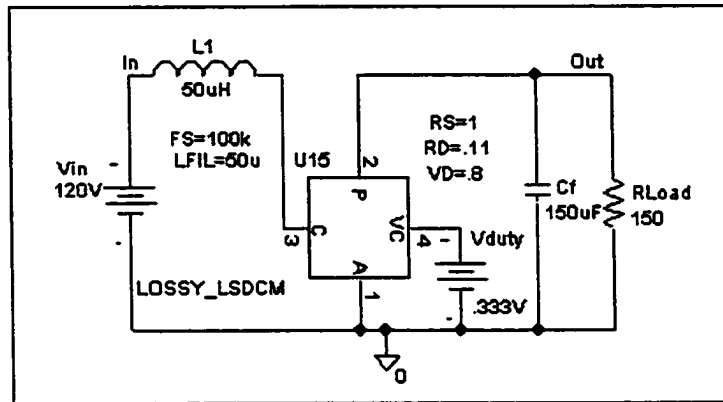 L1
In
50uH
Out
FS=100k
LFIL=50u
U15
RS=1
RD=.11
VD=.8
Vin
120V
2
P
C
3
VC
4
A
1
Vduty
.333V
Cf
150uF
RLoad
150
LOSSY_LSDCM
0